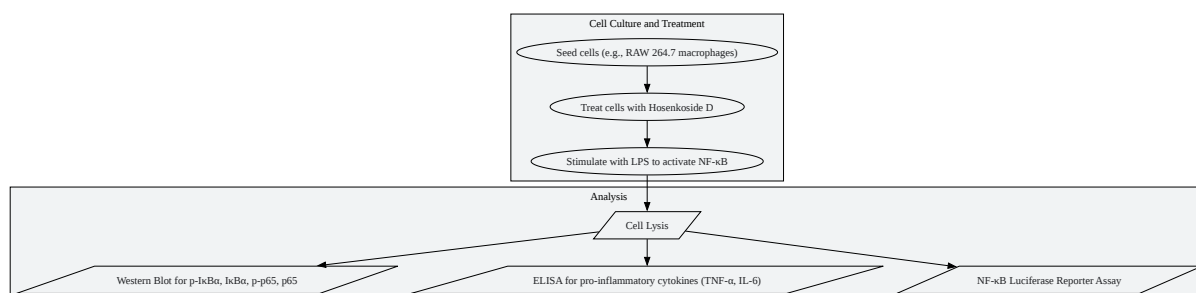 Cell Culture and Treatment
Seed cells (e.g., RAW 264.7 macrophages)
Treat cells with Hosenkoside D
Stimulate with LPS to activate NF-κB
Analysis
Cell Lysis
Western Blot for p-IκBα, IκBα, p-p65, p65
ELISA for pro-inflammatory cytokines (TNF-α, IL-6)
NF-κB Luciferase Reporter Assay